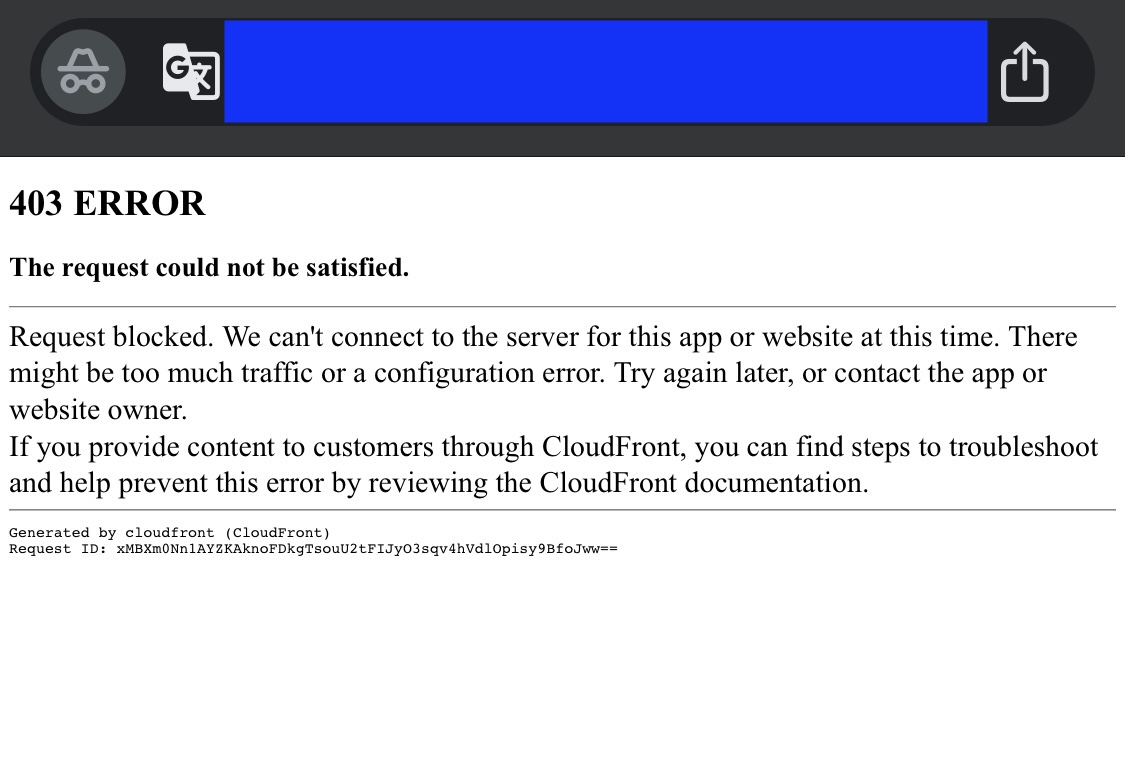 403 ERROR
The request could not be satisfied.
Request blocked. We can't connect to the server for this app or website at this time. There
might be too much traffic or a configuration error. Try again later, or contact the app or
website owner.
If you provide content to customers through CloudFront, you can find steps to troubleshoot
and help prevent this error by reviewing the CloudFront documentation.
Generated by cloudfront (CloudFront)
Request ID: xMBXm0Nn1AYZKAknoFDkgTsouU2tFIJyO3sqv4hVdlOpisy9BfoJww==